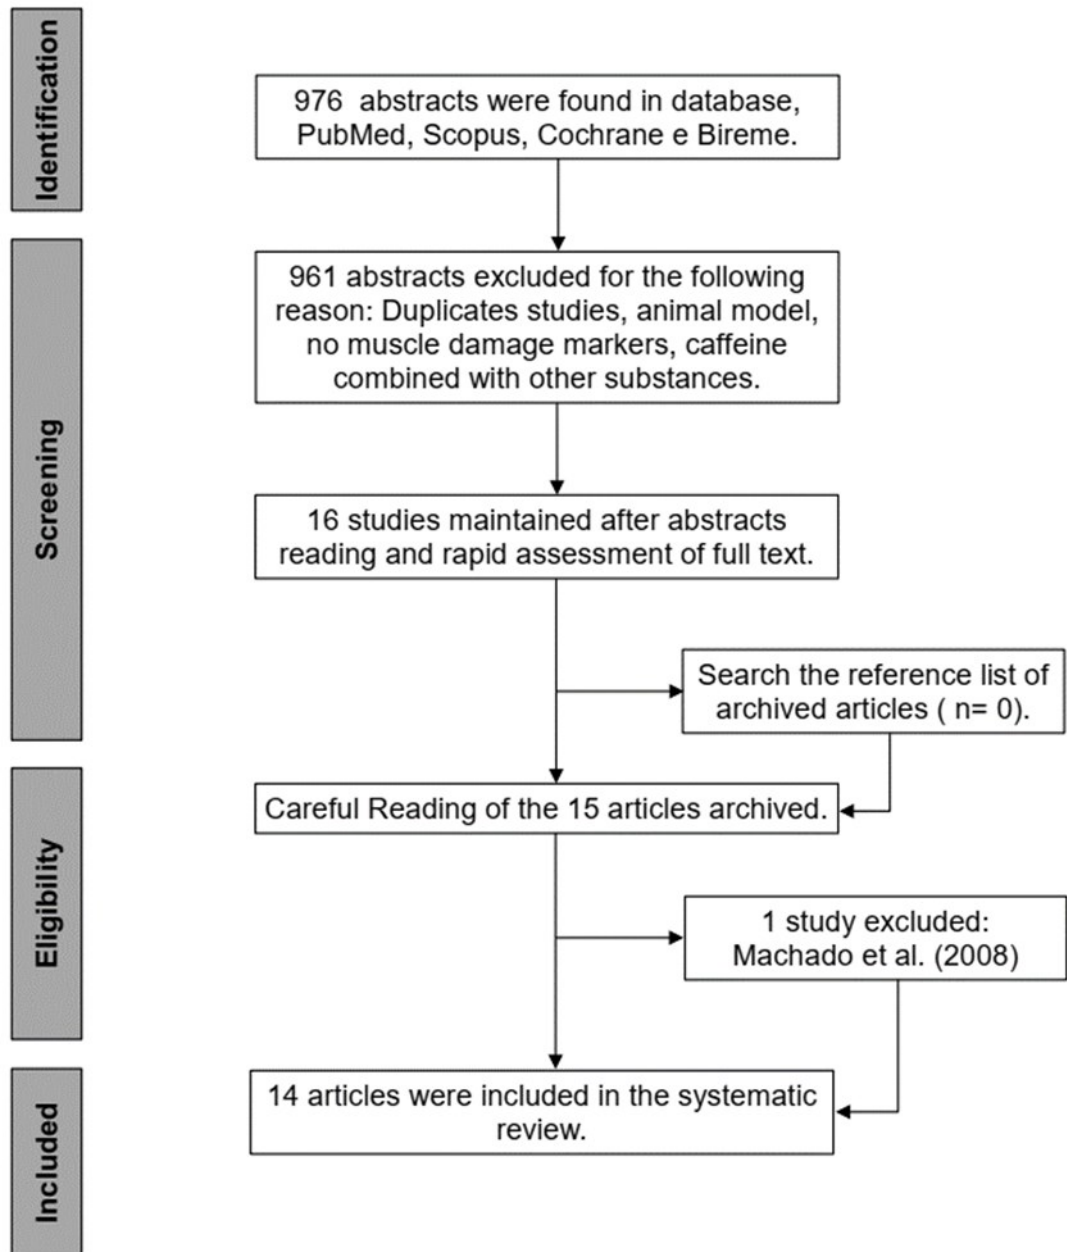 Identification
976 abstracts were found in database,
PubMed, Scopus, Cochrane e Bireme.
Screening
961 abstracts excluded for the following
reason: Duplicates studies, animal model,
no muscle damage markers, caffeine
combined with other substances.
16 studies maintained after abstracts
reading and rapid assessment of full text.
Search the reference list of
archived articles ( n= 0).
Eligibility
Careful Reading of the 15 articles archived.
1 study excluded:
Machado et al. (2008)
Included
14 articles were included in the systematic
review.